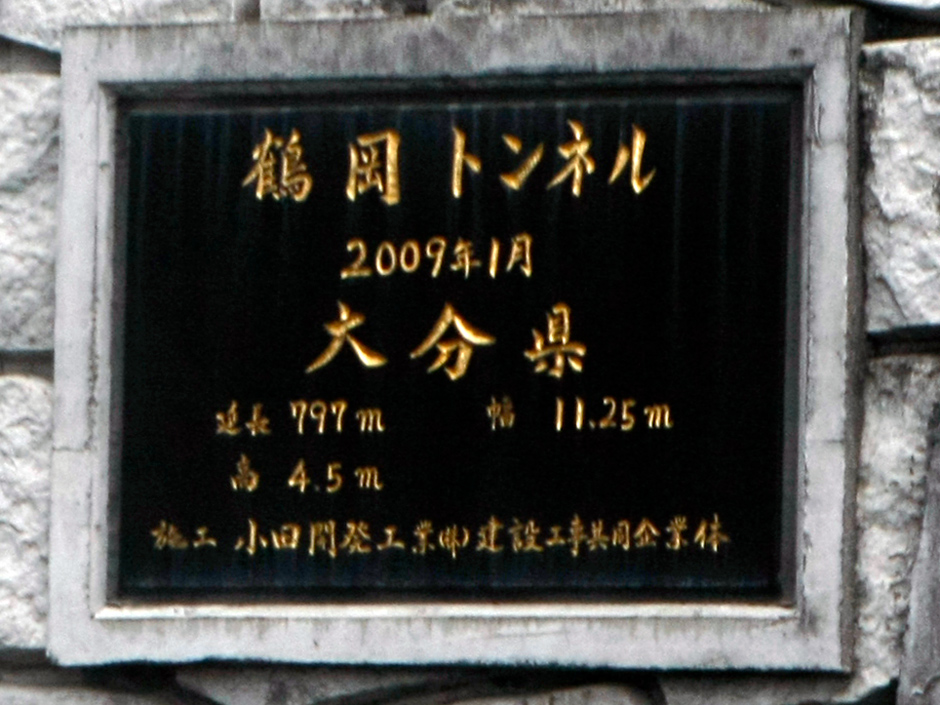 鶴岡トンネル
2009年1月
大分県
延長 797m 幅 11.25m
高 4.5m
施工 小田開発工業㈱建設工事共同企業体